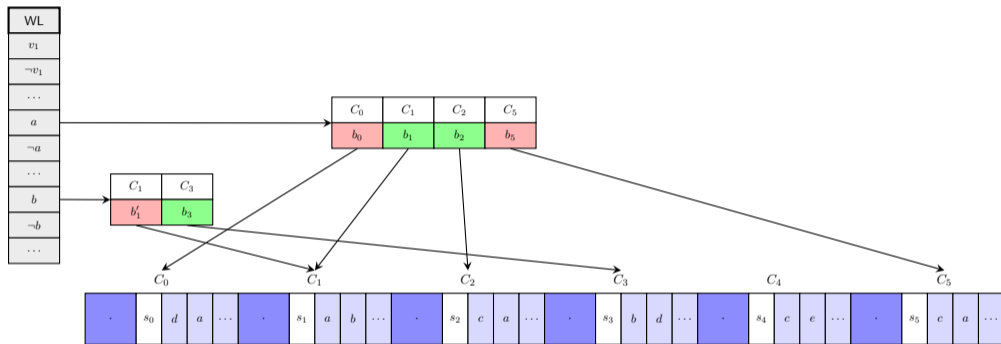 WL
v₁
¬v₁
...
a
¬a
...
b
¬b
...
C₀ C₁ C₂ C₅
b₀ b₁ b₂ b₅
C₁ C₃
b₁′ b₃
C₀ C₁ C₂ C₃ C₄ C₅
· s₀ d a ... · s₁ a b ... · s₂ c a ... · s₃ b d ... · s₄ c e ... · s₅ c a ...